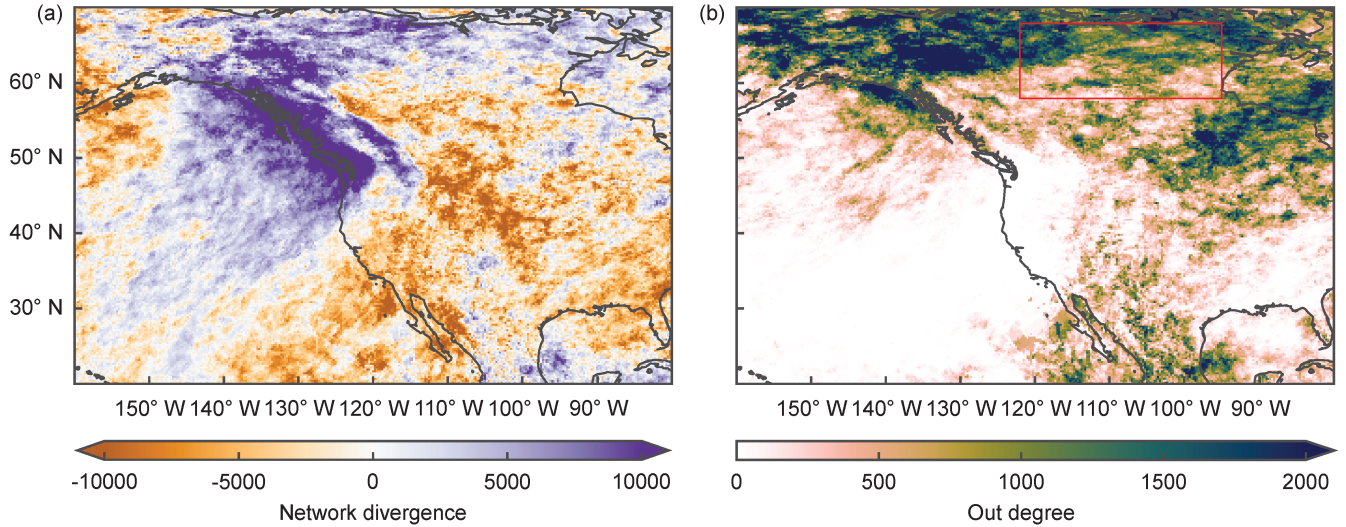 (a)
(b)
60° N
50° N
40° N
30° N
150° W 140° W 130° W 120° W 110° W 100° W 90° W
150° W 140° W 130° W 120° W 110° W 100° W 90° W
-10000 -5000 0 5000 10000
Network divergence
0 500 1000 1500 2000
Out degree